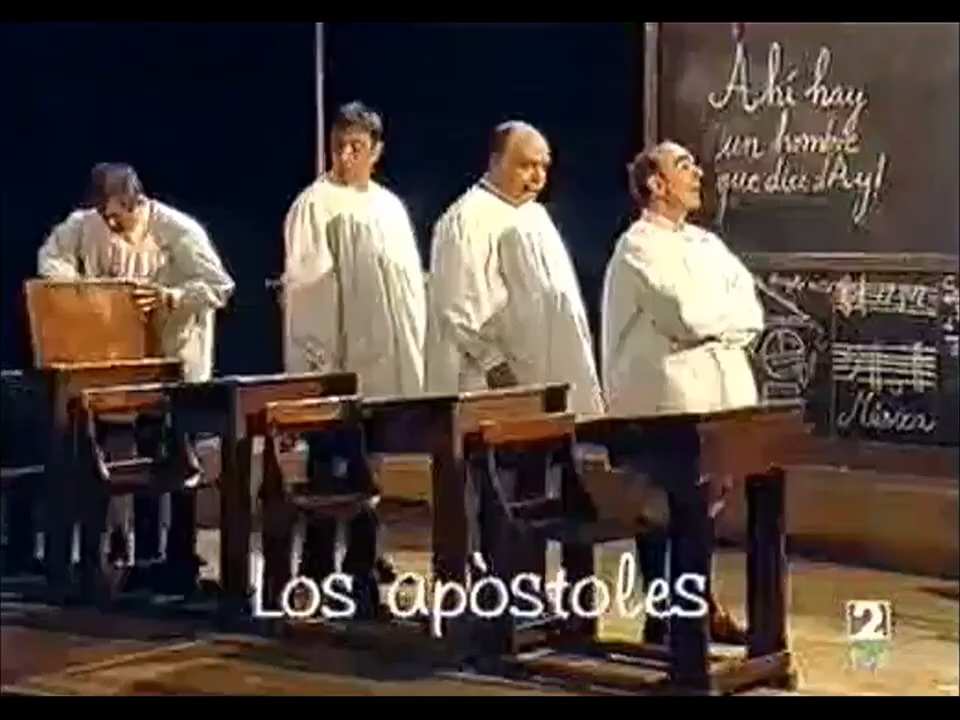 Ahí hay
un hombre
que dice ¡Ay!
Música
Los apòstoles
2